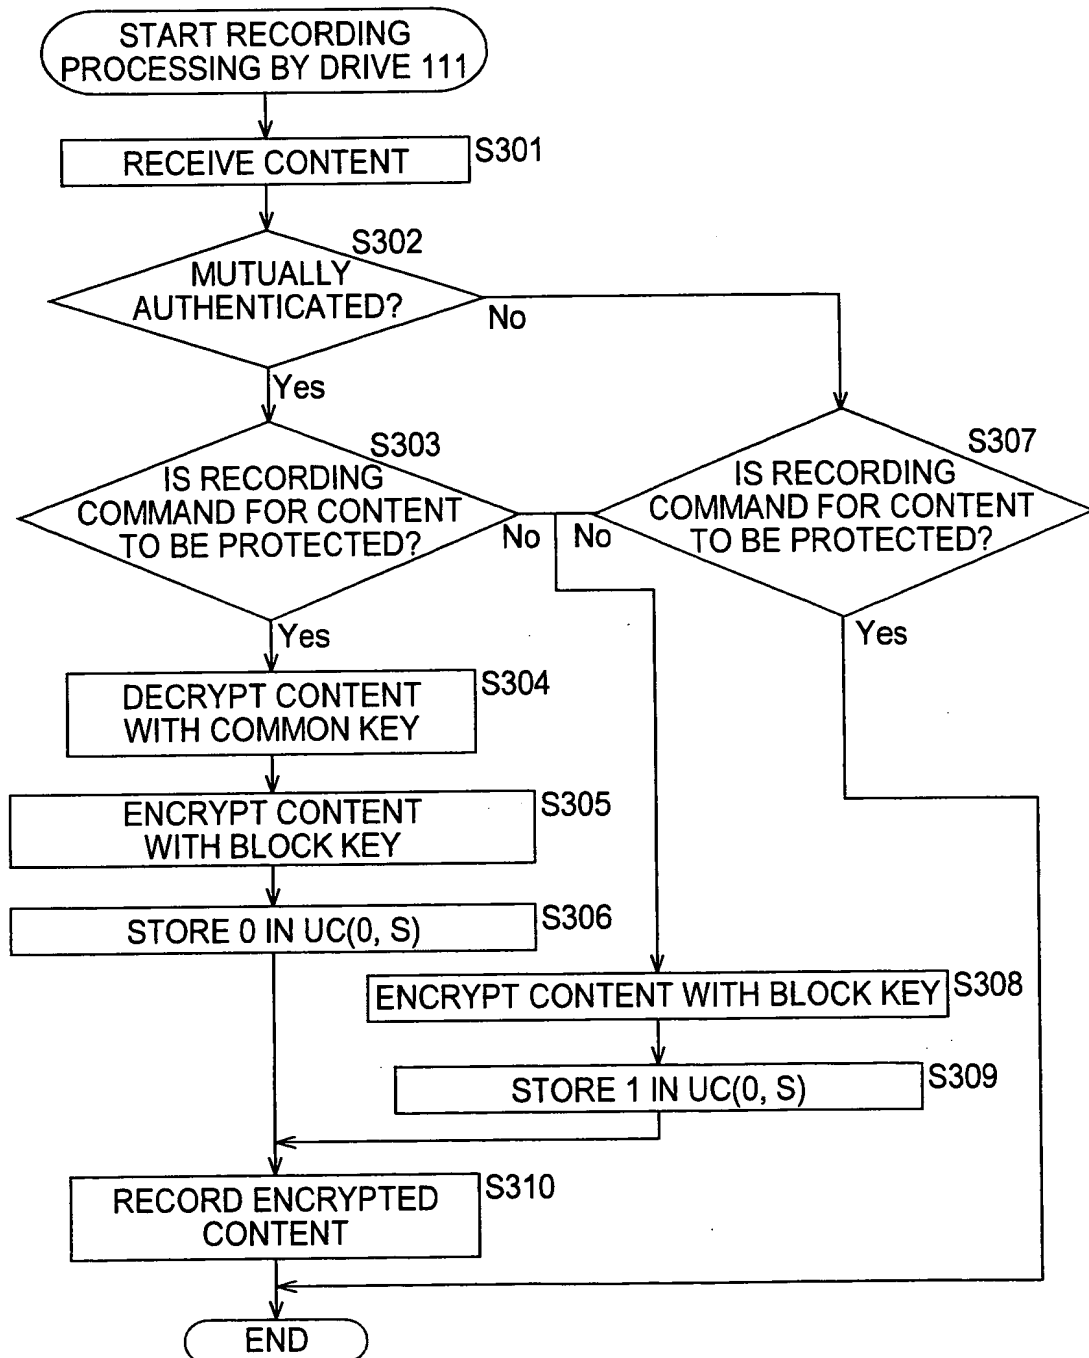 START RECORDING
PROCESSING BY DRIVE 111
RECEIVE CONTENT
S301
S302
MUTUALLY
AUTHENTICATED?
No
Yes
S303
IS RECORDING
COMMAND FOR CONTENT
TO BE PROTECTED?
No
No
S307
IS RECORDING
COMMAND FOR CONTENT
TO BE PROTECTED?
Yes
Yes
S304
DECRYPT CONTENT
WITH COMMON KEY
S305
ENCRYPT CONTENT
WITH BLOCK KEY
S306
STORE 0 IN UC(0, S)
ENCRYPT CONTENT WITH BLOCK KEY
S308
STORE 1 IN UC(0, S)
S309
RECORD ENCRYPTED
CONTENT
S310
END